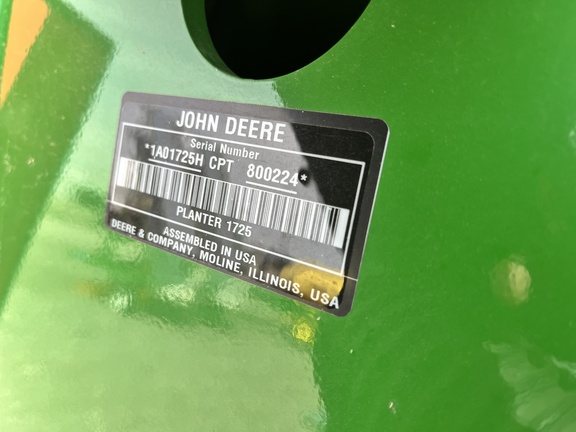 JOHN DEERE
Serial Number
*1A01725H CPT 800224*
PLANTER 1725
ASSEMBLED IN USA
DEERE & COMPANY, MOLINE, ILLINOIS, USA